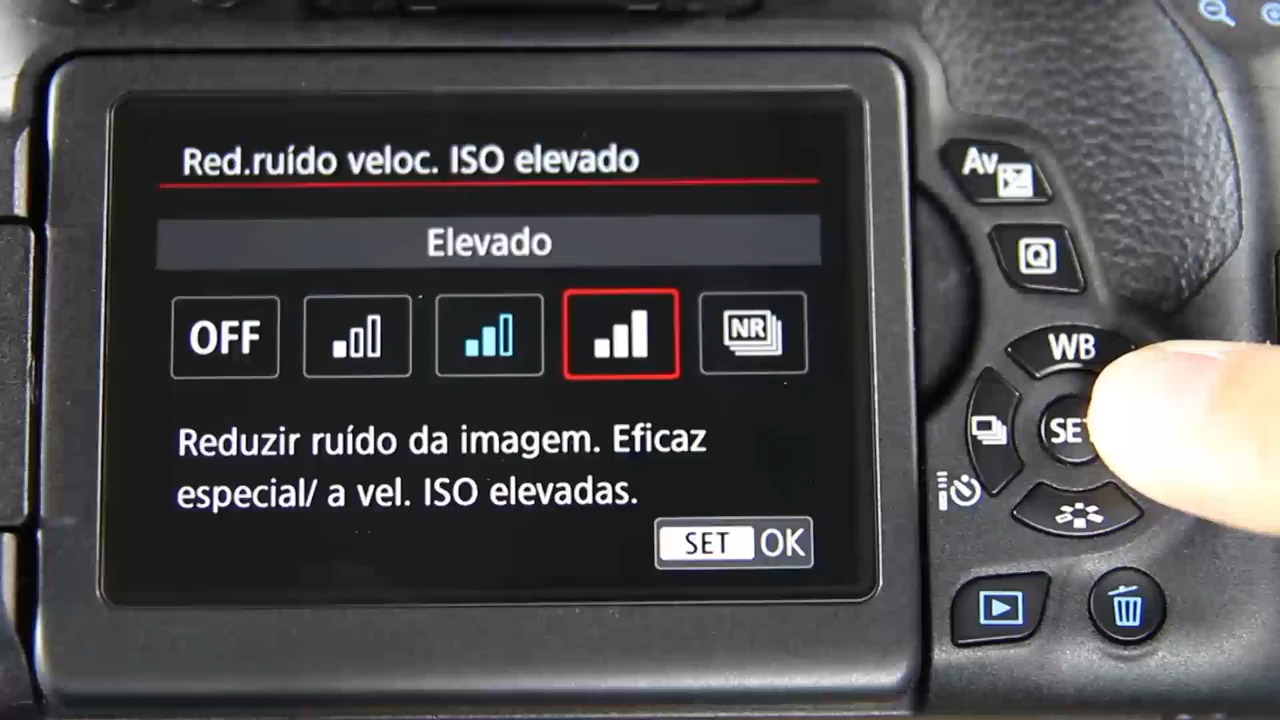 Red.ruído veloc. ISO elevado
Elevado
OFF
NR
Reduzir ruído da imagem. Eficaz
especial/ a vel. ISO elevadas.
SET OK
Av
Q
WB